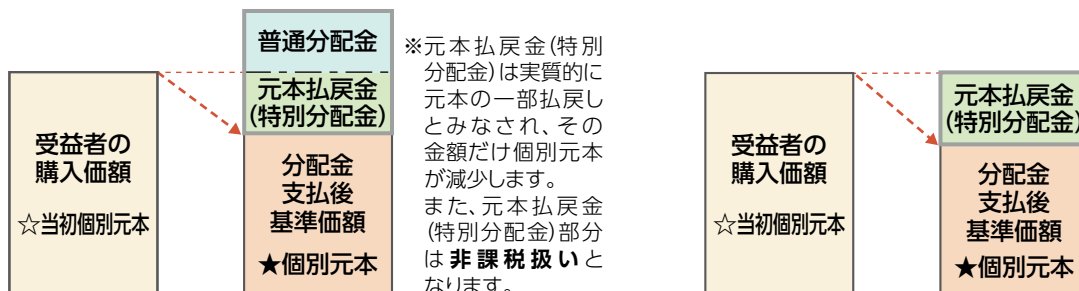 普通分配金
元本払戻金
(特別分配金)
受益者の
購入価額
☆当初個別元本
分配金
支払後
基準価額
★個別元本
※元本払戻金(特別
分配金)は実質的に
元本の一部払戻し
とみなされ、その
金額だけ個別元本
が減少します。
また、元本払戻金
(特別分配金)部分
は非課税扱いと
なります。
受益者の
購入価額
☆当初個別元本
元本払戻金
(特別分配金)
分配金
支払後
基準価額
★個別元本